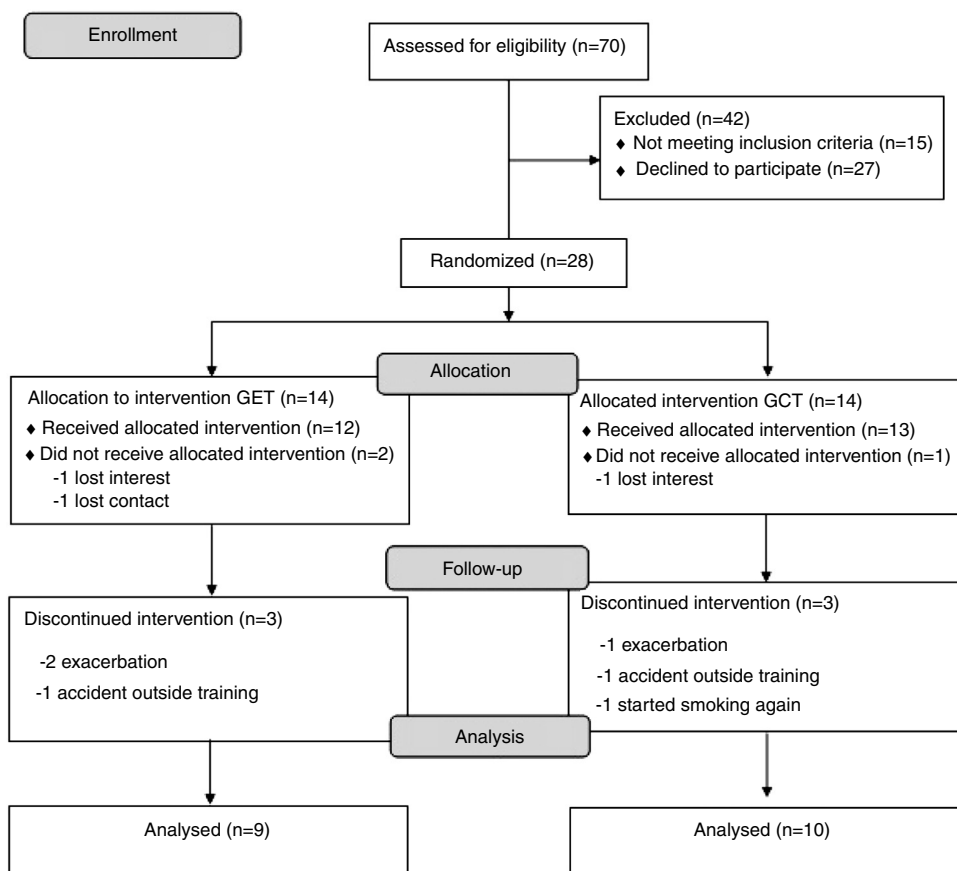 Enrollment
Assessed for eligibility (n=70)
Excluded (n=42)
♦ Not meeting inclusion criteria (n=15)
♦ Declined to participate (n=27)
Randomized (n=28)
Allocation
Allocation to intervention GET (n=14)
♦ Received allocated intervention (n=12)
♦ Did not receive allocated intervention (n=2)
-1 lost interest
-1 lost contact
Allocated intervention GCT (n=14)
♦ Received allocated intervention (n=13)
♦ Did not receive allocated intervention (n=1)
-1 lost interest
Follow-up
Discontinued intervention (n=3)
-2 exacerbation
-1 accident outside training
Discontinued intervention (n=3)
-1 exacerbation
-1 accident outside training
-1 started smoking again
Analysis
Analysed (n=9)
Analysed (n=10)